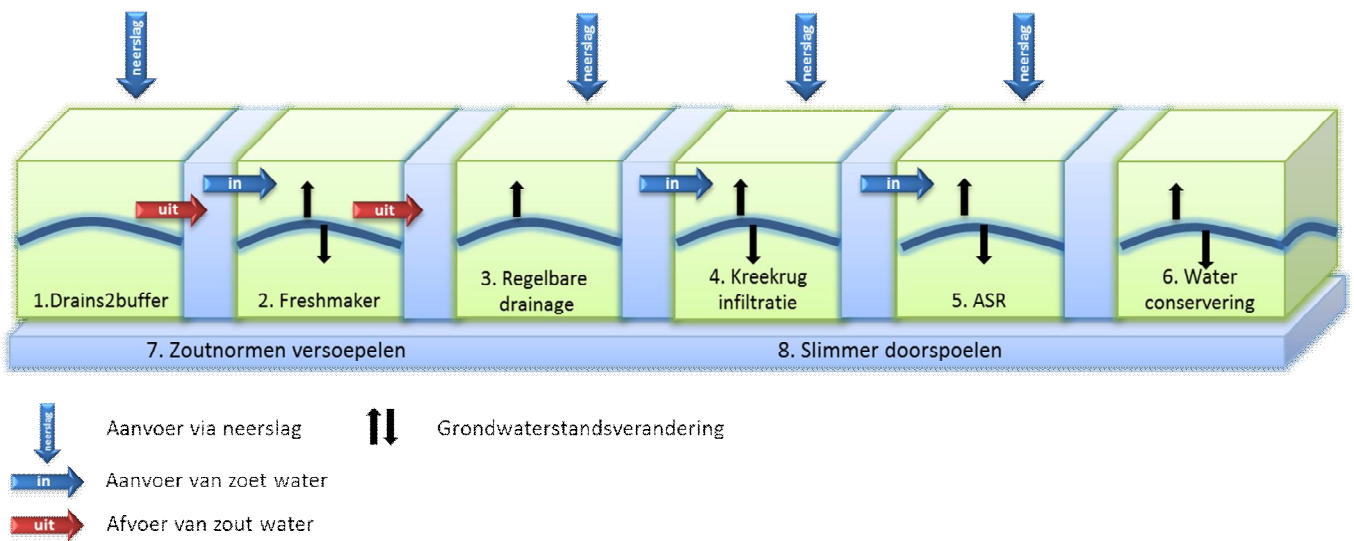 neerslag
neerslag
neerslag
neerslag
in
uit
in
in
uit
1.Drains2buffer
2. Freshmaker
3. Regelbare
drainage
4. Kreekrug
infiltratie
5. ASR
6. Water
conservering
7. Zoutnormen versoepelen
8. Slimmer doorspoelen
neerslag
Aanvoer via neerslag
Grondwaterstandsverandering
in
Aanvoer van zoet water
uit
Afvoer van zout water